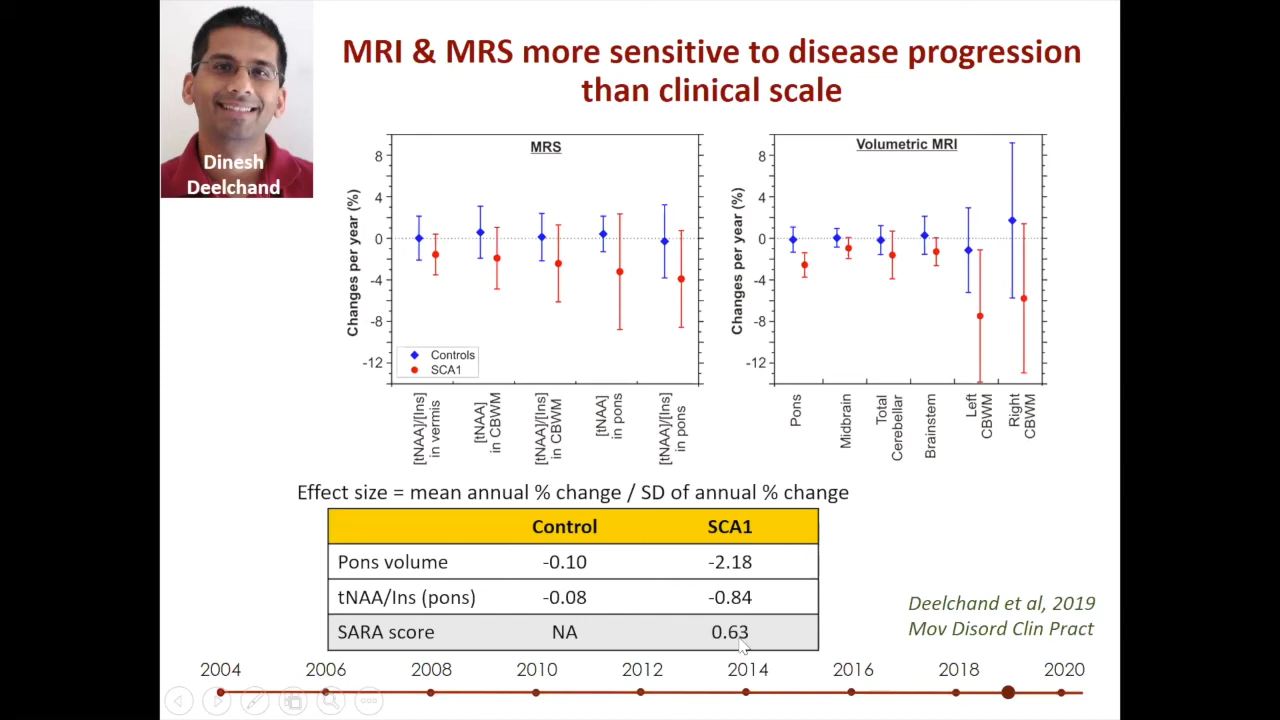 MRI & MRS more sensitive to disease progression
than clinical scale
Dinesh
Deelchand
MRS
Changes per year (%)
8
4
0
-4
-8
-12
Controls
SCA1
[tNAA]/[Ins]
in vermis
[tNAA]
in CBWM
[tNAA]/[Ins]
in CBWM
[tNAA]
in pons
[tNAA]/[Ins]
in pons
Volumetric MRI
Changes per year (%)
8
4
0
-4
-8
-12
Pons
Midbrain
Total
Cerebellar
Brainstem
Left
CBWM
Right
CBWM
Effect size = mean annual % change / SD of annual % change
Control SCA1
Pons volume -0.10 -2.18
tNAA/Ins (pons) -0.08 -0.84
SARA score NA 0.63
Deelchand et al, 2019
Mov Disord Clin Pract
2004 2006 2008 2010 2012 2014 2016 2018 2020